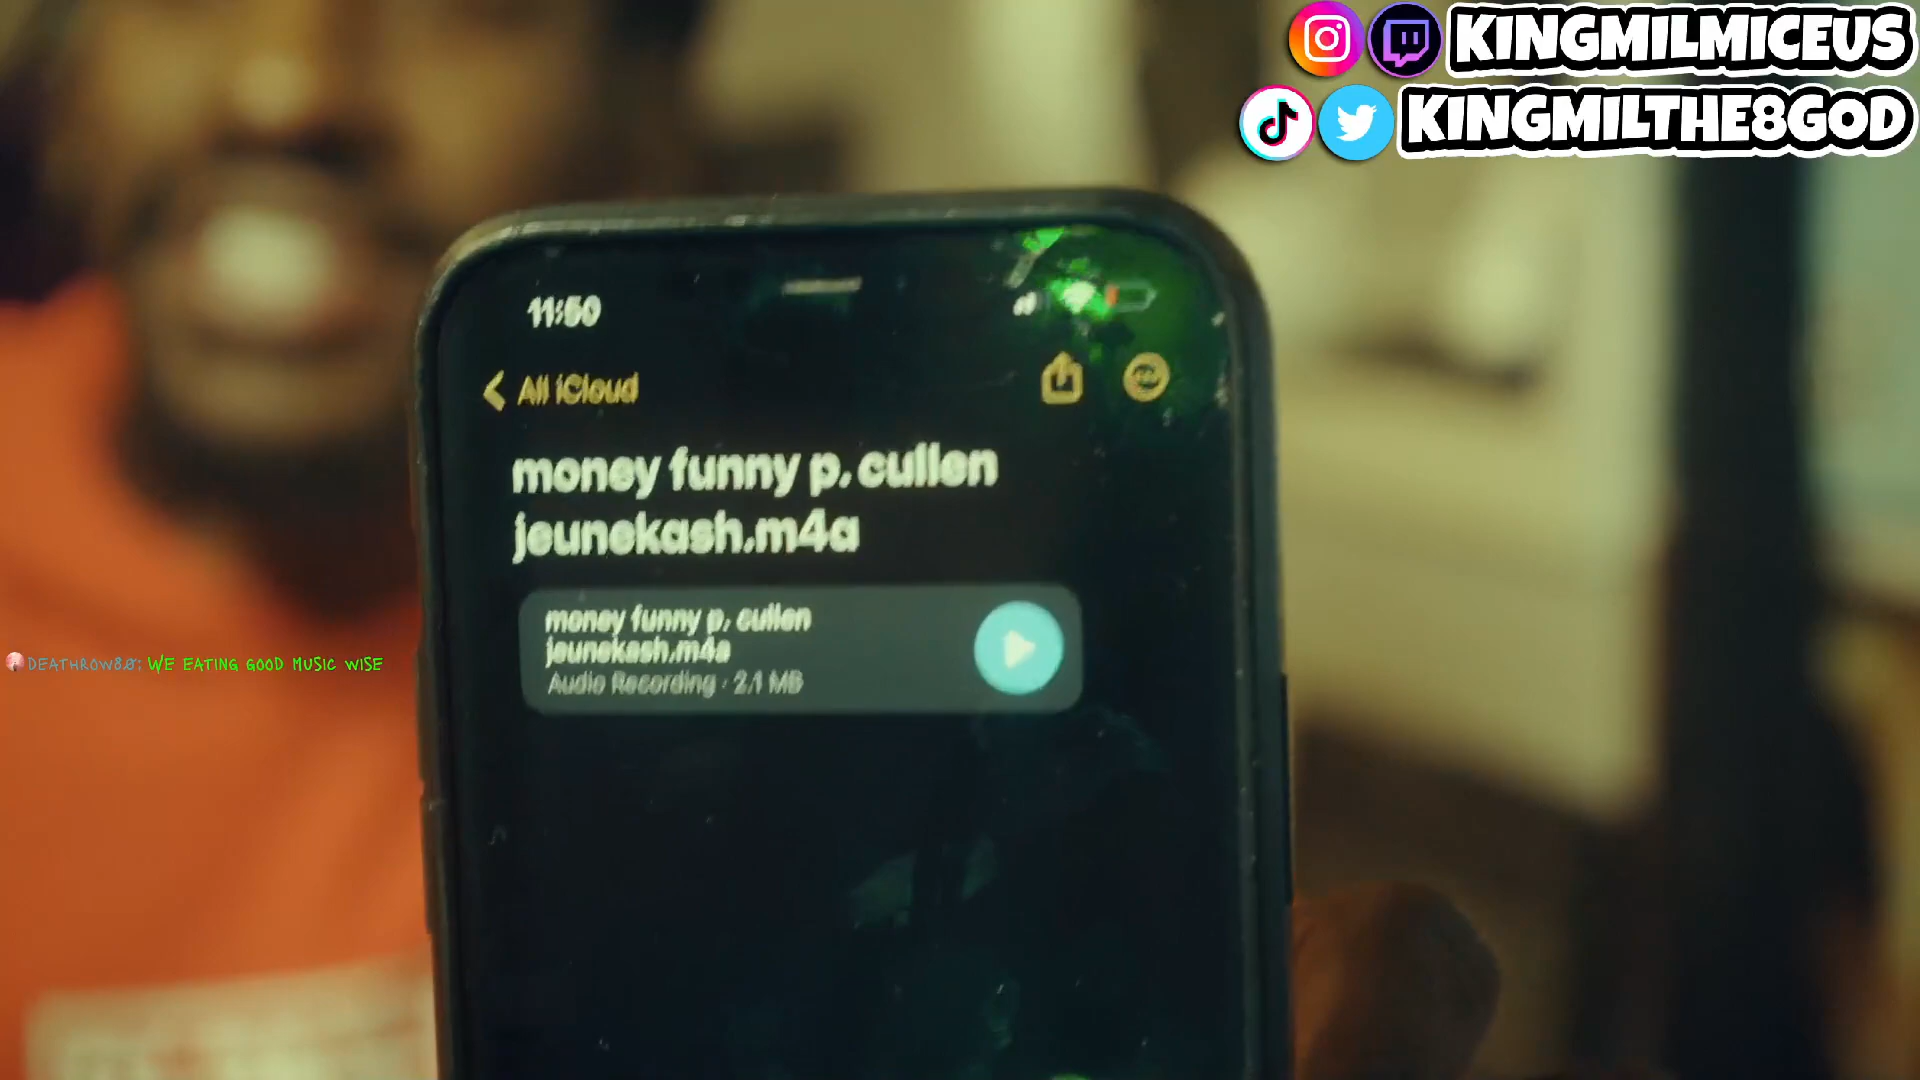 KINGMILMICEUS
KINGMILTHE8GOD
11:50
All iCloud
money funny p. cullen
jeunekash.m4a
money funny p. cullen
jeunekash.m4a
Audio Recording · 2.1 MB
DEATHROW8.0: WE EATING GOOD MUSIC WISE